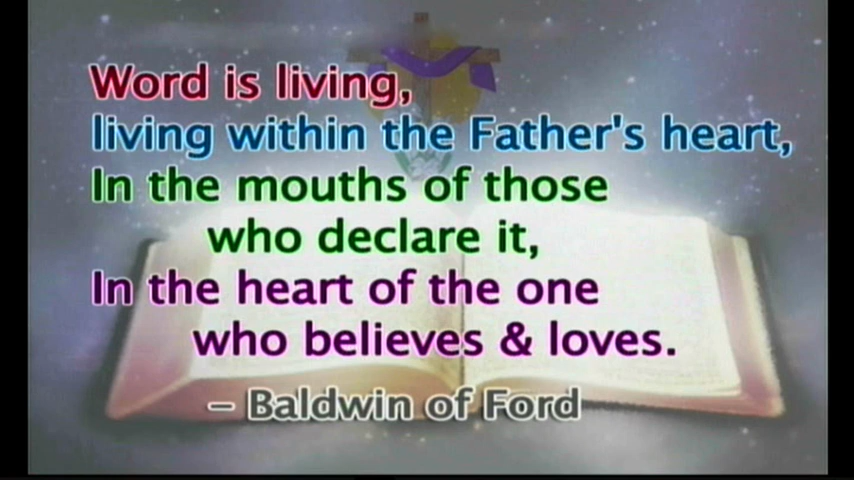 Word is living,
living within the Father's heart,
In the mouths of those
who declare it,
In the heart of the one
who believes & loves.
– Baldwin of Ford